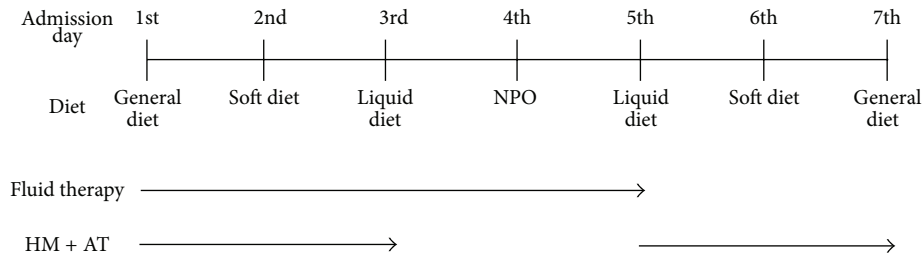 Admission day 1st 2nd 3rd 4th 5th 6th 7th
Diet General diet Soft diet Liquid diet NPO Liquid diet Soft diet General diet
Fluid therapy
HM + AT